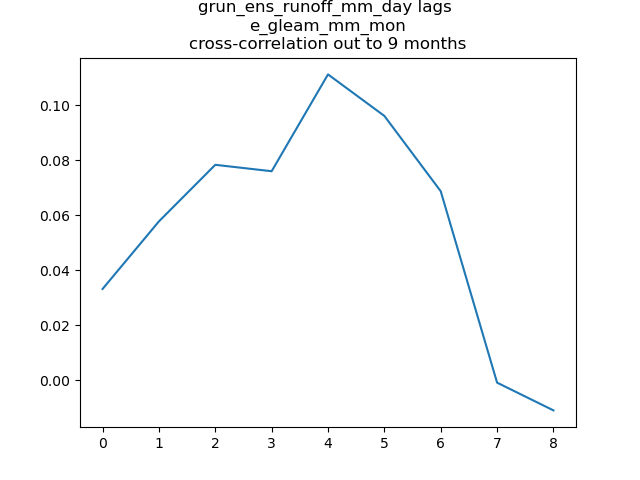 grun_ens_runoff_mm_day lags
e_gleam_mm_mon
cross-correlation out to 9 months
0.10
0.08
0.06
0.04
0.02
0.00
0 1 2 3 4 5 6 7 8